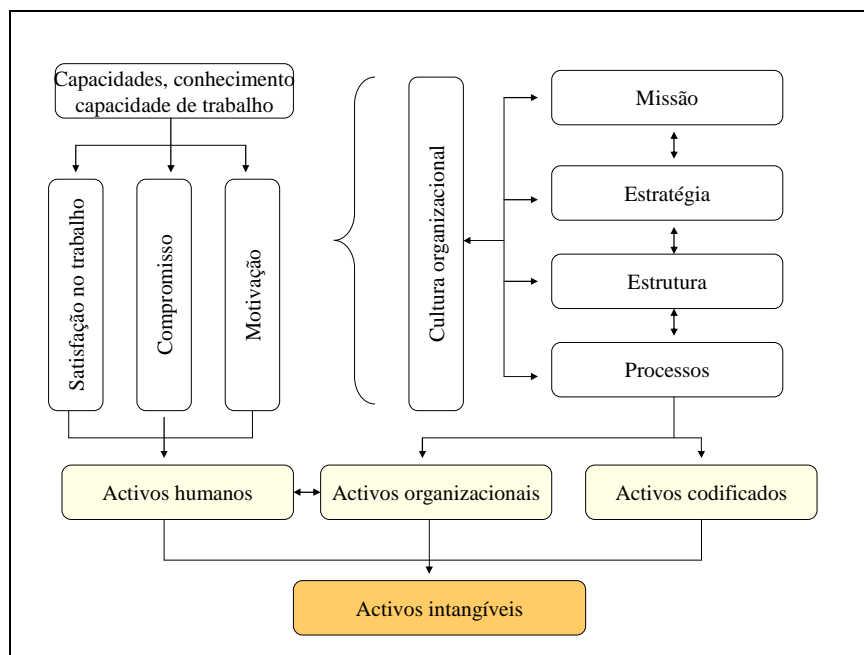 Capacidades, conhecimento
capacidade de trabalho
Satisfação no trabalho
Compromisso
Motivação
Cultura organizacional
Missão
Estratégia
Estrutura
Processos
Activos humanos
Activos organizacionais
Activos codificados
Activos intangíveis